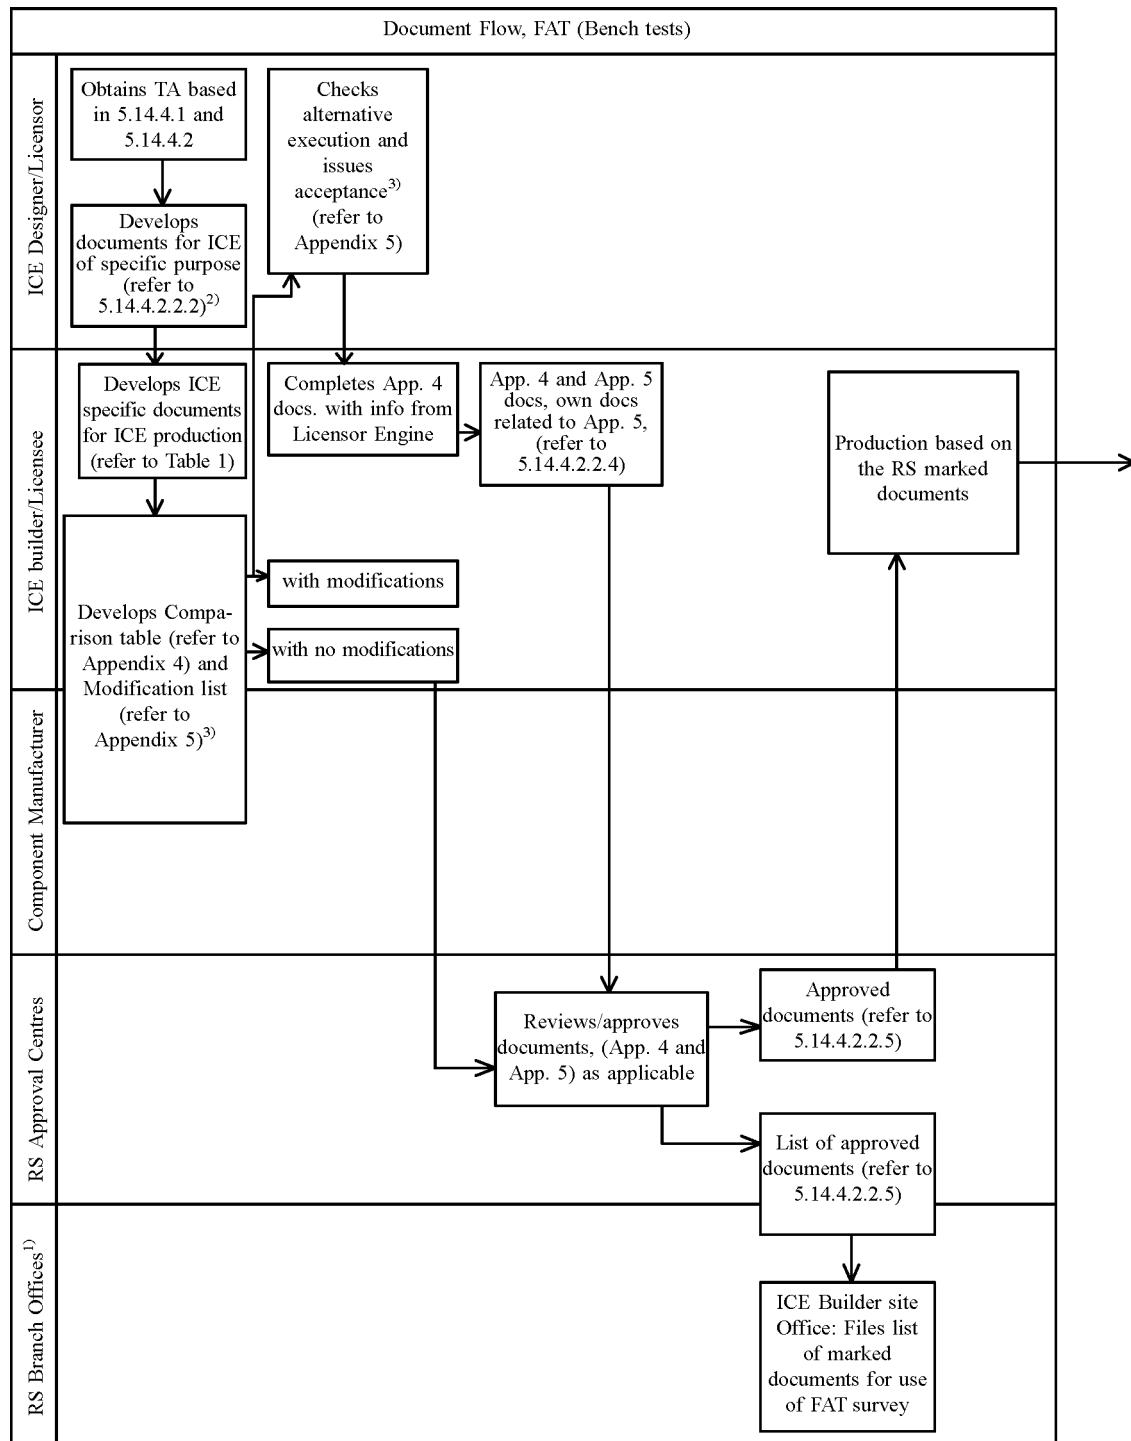 Document Flow, FAT (Bench tests)
ICE Designer/Licensor
Obtains TA based
in 5.14.4.1 and
5.14.4.2
Develops
documents for ICE
of specific purpose
(refer to
5.14.4.2.2.2)2)
Checks
alternative
execution and
issues
acceptance3)
(refer to
Appendix 5)
ICE builder/Licensee
Develops ICE
specific documents
for ICE production
(refer to Table 1)
Completes App. 4
docs. with info from
Licensor Engine
App. 4 and App. 5
docs, own docs
related to App. 5,
(refer to
5.14.4.2.2.4)
Production based on
the RS marked
documents
Develops Compa-
rison table (refer to
Appendix 4) and
Modification list
(refer to
Appendix 5)3)
with modifications
with no modifications
Component Manufacturer
RS Approval Centres
Reviews/approves
documents, (App. 4 and
App. 5) as applicable
Approved
documents (refer to
5.14.4.2.2.5)
List of approved
documents (refer to
5.14.4.2.2.5)
RS Branch Offices1)
ICE Builder site
Office: Files list
of marked
documents for use
of FAT survey